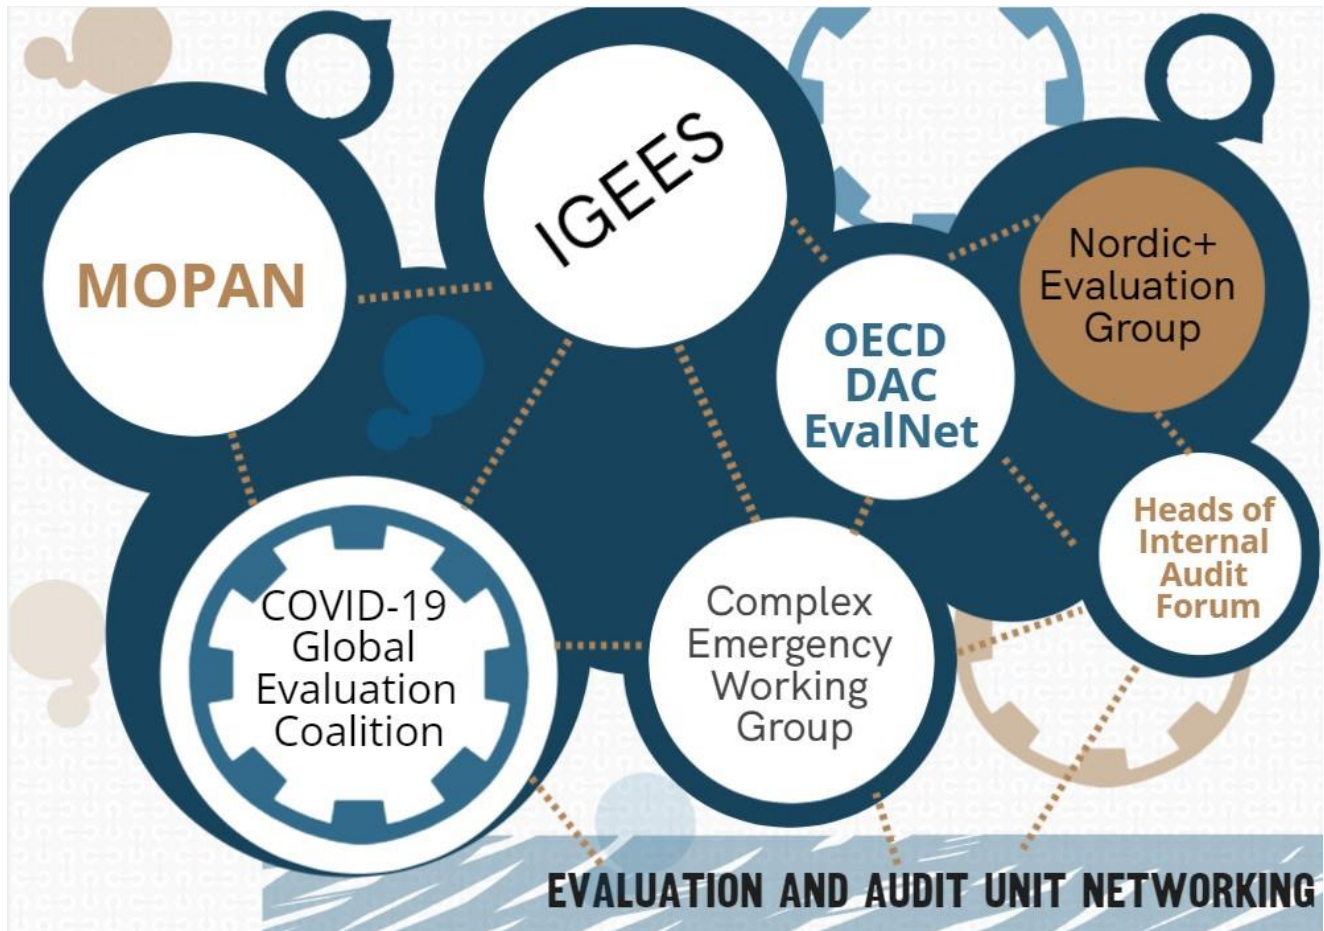 MOPAN
IGEES
OECD
DAC
EvalNet
Nordic+
Evaluation
Group
Heads of
Internal
Audit
Forum
COVID-19
Global
Evaluation
Coalition
Complex
Emergency
Working
Group
EVALUATION AND AUDIT UNIT NETWORKING